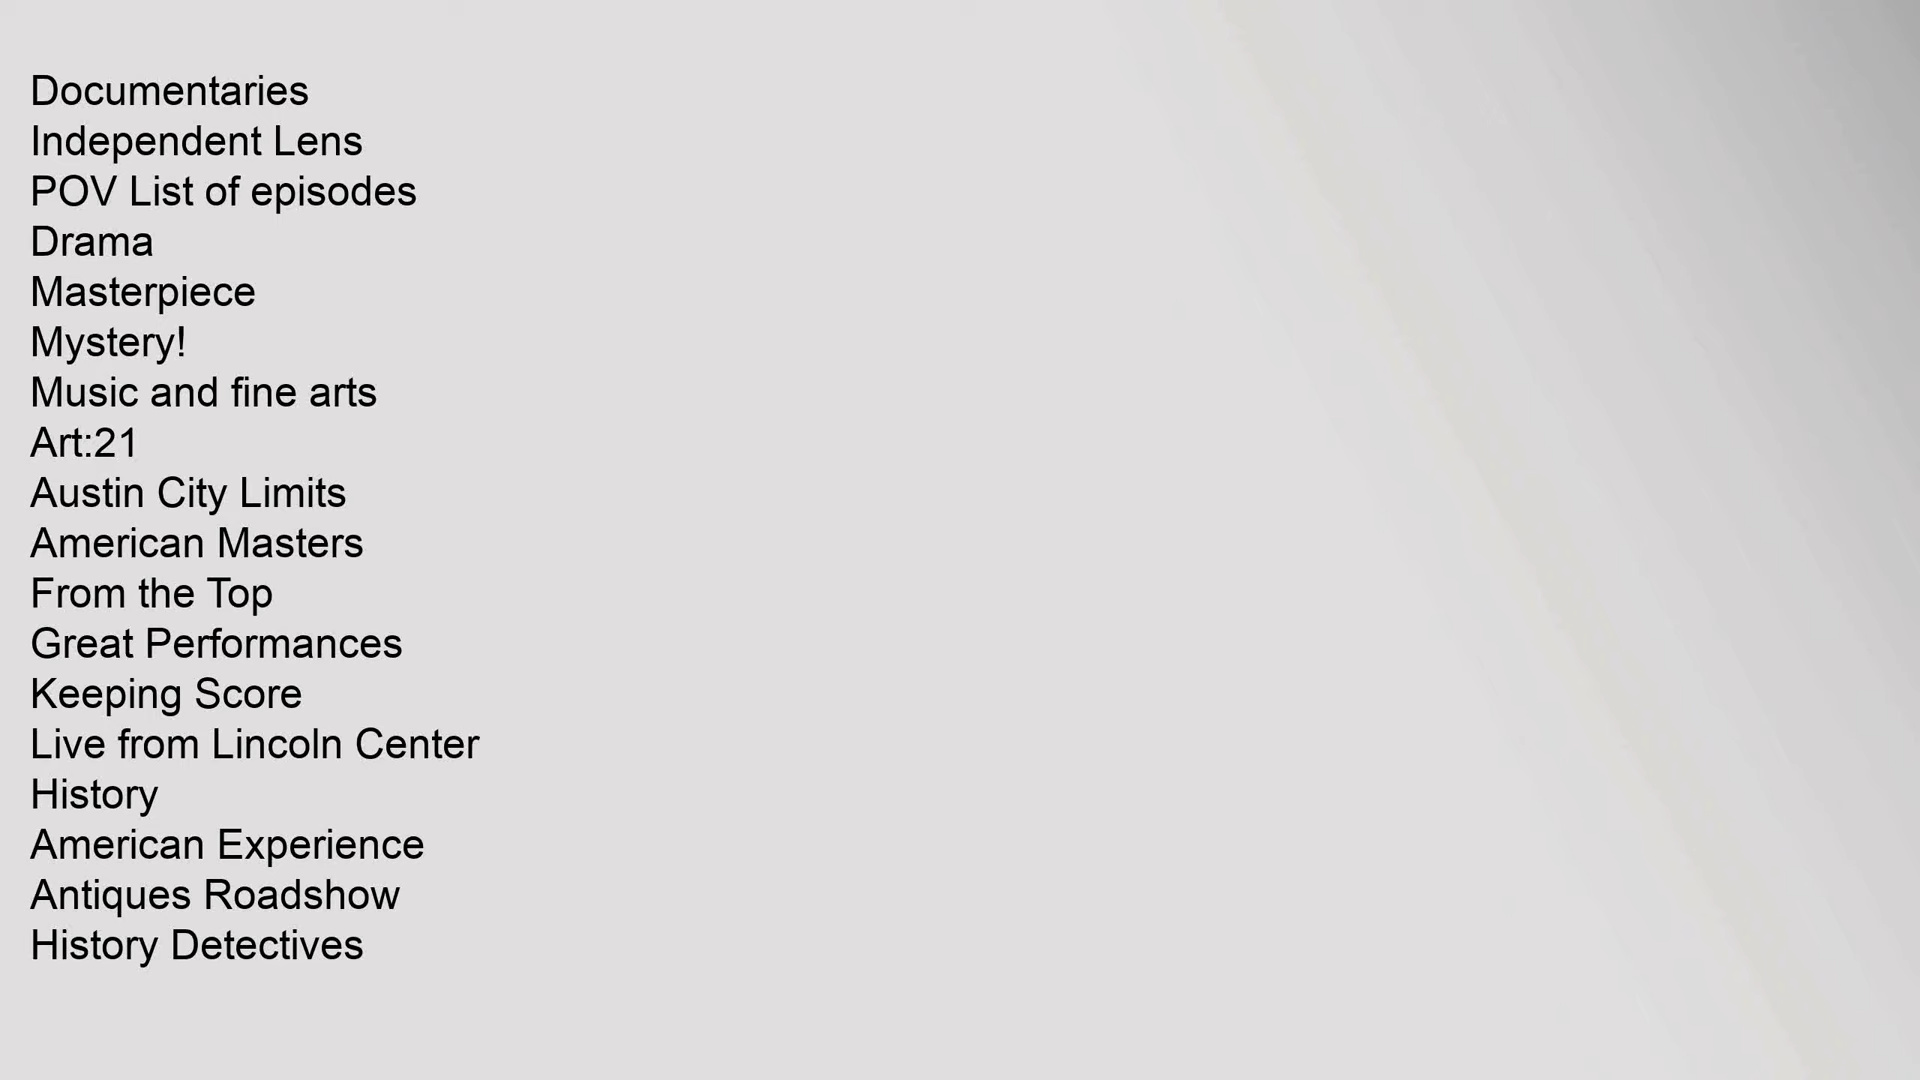 Documentaries
Independent Lens
POV List of episodes
Drama
Masterpiece
Mystery!
Music and fine arts
Art:21
Austin City Limits
American Masters
From the Top
Great Performances
Keeping Score
Live from Lincoln Center
History
American Experience
Antiques Roadshow
History Detectives